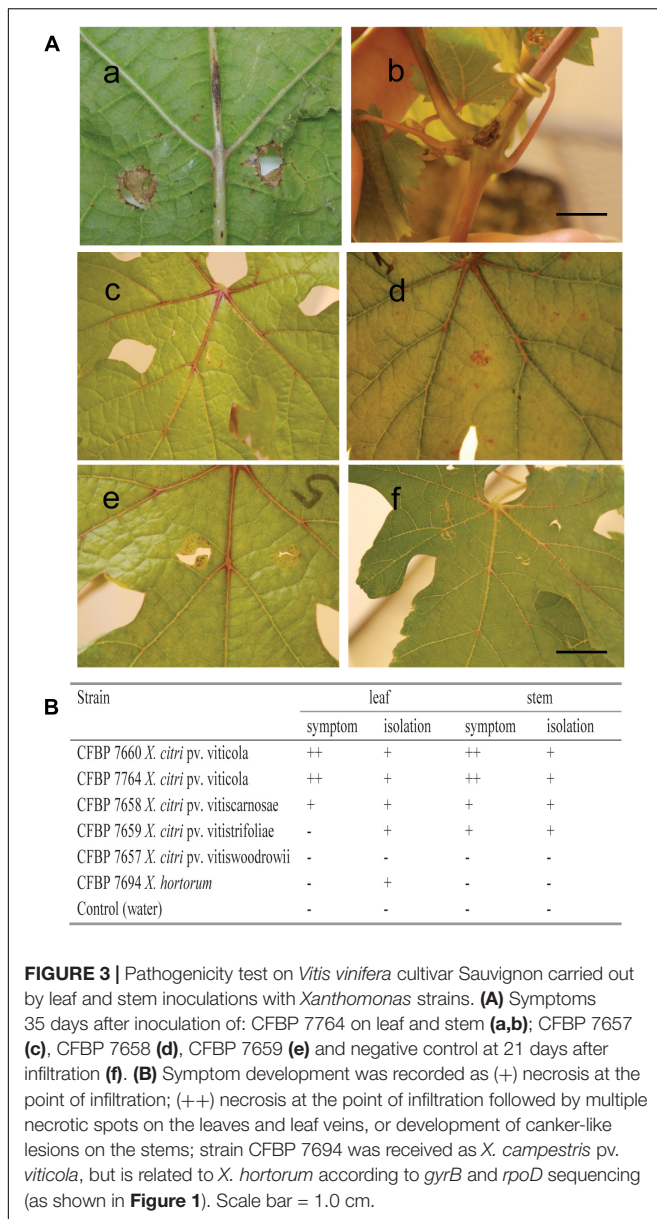 A
a
b
c
d
e
f
B
Strain leaf stem
symptom isolation symptom isolation
CFBP 7660 X. citri pv. viticola ++ + ++ +
CFBP 7764 X. citri pv. viticola ++ + ++ +
CFBP 7658 X. citri pv. vitiscarnosae + + + +
CFBP 7659 X. citri pv. vitistrifoliae - + + +
CFBP 7657 X. citri pv. vitiswoodrowii - - - -
CFBP 7694 X. hortorum - + - -
Control (water) - - - -
FIGURE 3 | Pathogenicity test on Vitis vinifera cultivar Sauvignon carried out
by leaf and stem inoculations with Xanthomonas strains. (A) Symptoms
35 days after inoculation of: CFBP 7764 on leaf and stem (a,b); CFBP 7657
(c), CFBP 7658 (d), CFBP 7659 (e) and negative control at 21 days after
infiltration (f). (B) Symptom development was recorded as (+) necrosis at the
point of infiltration; (++) necrosis at the point of infiltration followed by multiple
necrotic spots on the leaves and leaf veins, or development of canker-like
lesions on the stems; strain CFBP 7694 was received as X. campestris pv.
viticola, but is related to X. hortorum according to gyrB and rpoD sequencing
(as shown in Figure 1). Scale bar = 1.0 cm.